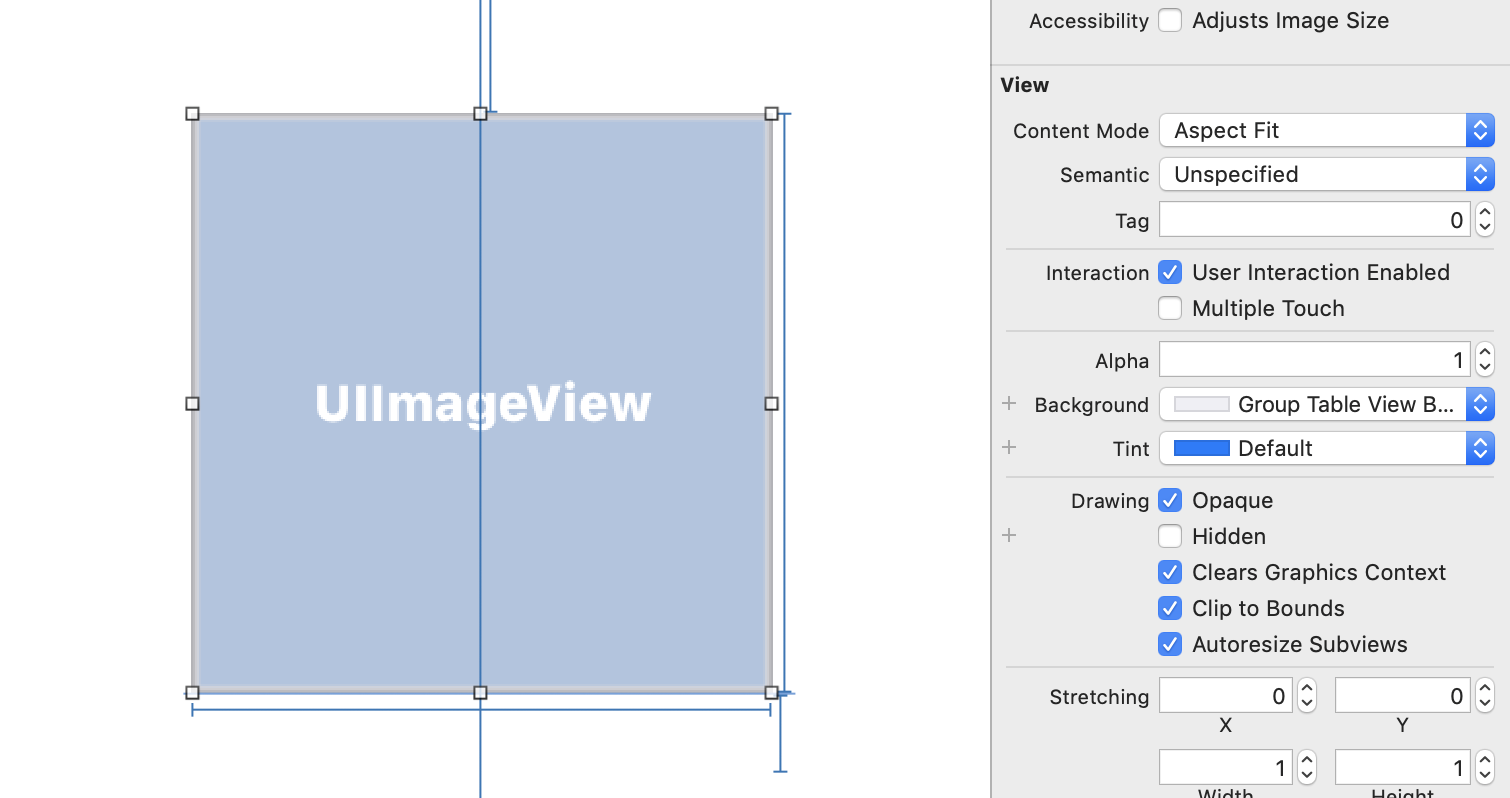 Accessibility Adjusts Image Size
View
Content Mode Aspect Fit
Semantic Unspecified
Tag 0
Interaction User Interaction Enabled
Multiple Touch
Alpha 1
Background Group Table View B...
Tint Default
Drawing Opaque
Hidden
Clears Graphics Context
Clip to Bounds
Autoresize Subviews
Stretching 0 0
X Y
1 1
Width Height
UIImageView